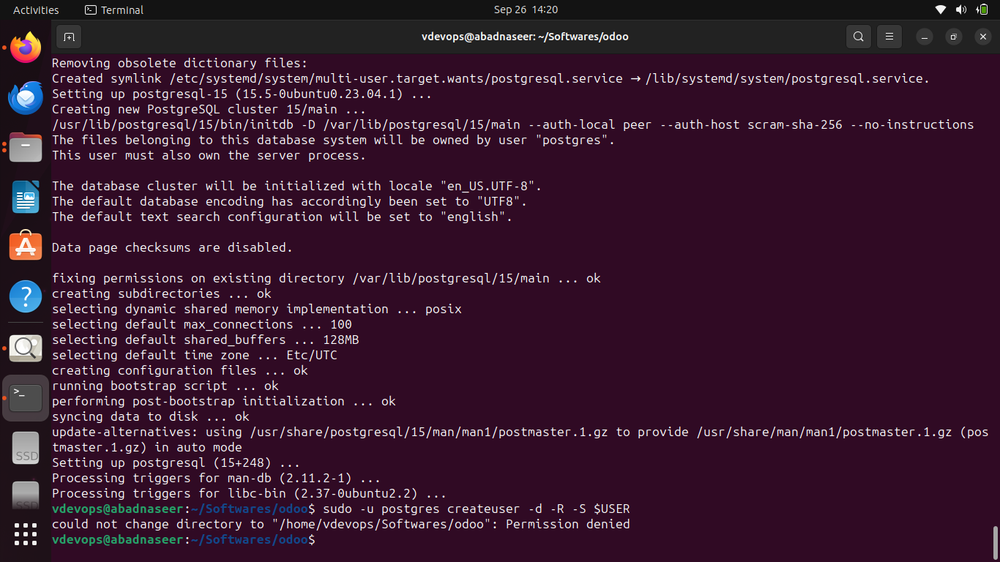 Activities
Terminal
Sep 26 14:20
vdevops@abadnaseer: ~/Softwares/odoo
Removing obsolete dictionary files:
Created symlink /etc/systemd/system/multi-user.target.wants/postgresql.service → /lib/systemd/system/postgresql.service.
Setting up postgresql-15 (15.5-0ubuntu0.23.04.1) ...
Creating new PostgreSQL cluster 15/main ...
/usr/lib/postgresql/15/bin/initdb -D /var/lib/postgresql/15/main --auth-local peer --auth-host scram-sha-256 --no-instructions
The files belonging to this database system will be owned by user "postgres".
This user must also own the server process.
The database cluster will be initialized with locale "en_US.UTF-8".
The default database encoding has accordingly been set to "UTF8".
The default text search configuration will be set to "english".
Data page checksums are disabled.
fixing permissions on existing directory /var/lib/postgresql/15/main ... ok
creating subdirectories ... ok
selecting dynamic shared memory implementation ... posix
selecting default max_connections ... 100
selecting default shared_buffers ... 128MB
selecting default time zone ... Etc/UTC
creating configuration files ... ok
running bootstrap script ... ok
performing post-bootstrap initialization ... ok
syncing data to disk ... ok
update-alternatives: using /usr/share/postgresql/15/man/man1/postmaster.1.gz to provide /usr/share/man/man1/postmaster.1.gz (pos
tmaster.1.gz) in auto mode
Setting up postgresql (15+248) ...
Processing triggers for man-db (2.11.2-1) ...
Processing triggers for libc-bin (2.37-0ubuntu2.2) ...
vdevops@abadnaseer:~/Softwares/odoo$ sudo -u postgres createuser -d -R -S $USER
could not change directory to "/home/vdevops/Softwares/odoo": Permission denied
vdevops@abadnaseer:~/Softwares/odoo$
?
>_
SSD
SSD